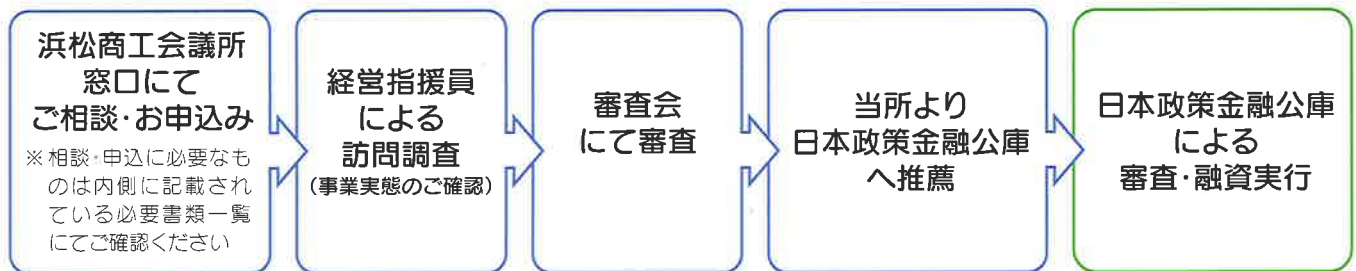 浜松商工会議所
窓口にて
ご相談・お申込み
※相談・申込に必要なも
のは内側に記載され
ている必要書類一覧
にてご確認ください
経営指援員
による
訪問調査
(事業実態のご確認)
審査会
にて審査
当所より
日本政策金融公庫
へ推薦
日本政策金融公庫
による
審査・融資実行